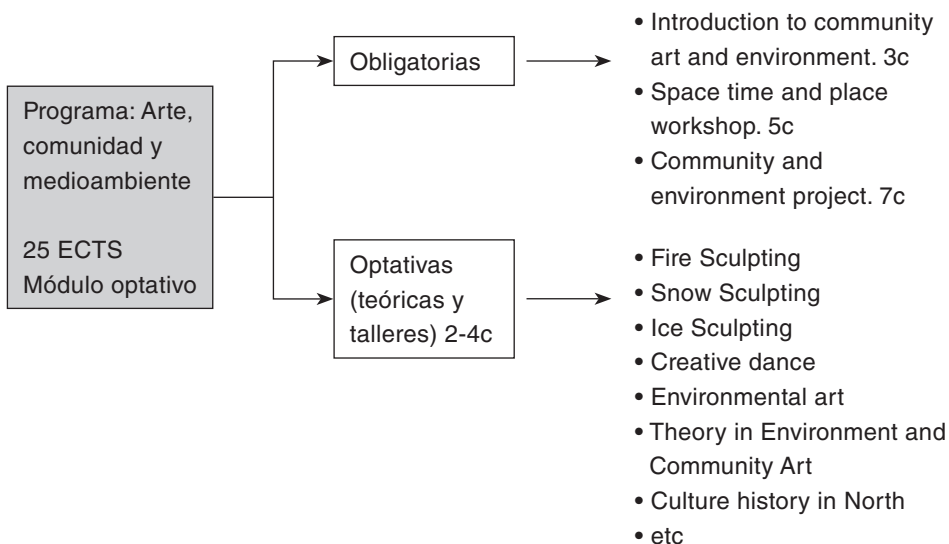 Programa: Arte,
comunidad y
medioambiente
25 ECTS
Módulo optativo
Obligatorias
• Introduction to community
art and environment. 3c
• Space time and place
workshop. 5c
• Community and
environment project. 7c
Optativas
(teóricas y
talleres) 2-4c
• Fire Sculpting
• Snow Sculpting
• Ice Sculpting
• Creative dance
• Environmental art
• Theory in Environment and
Community Art
• Culture history in North
• etc